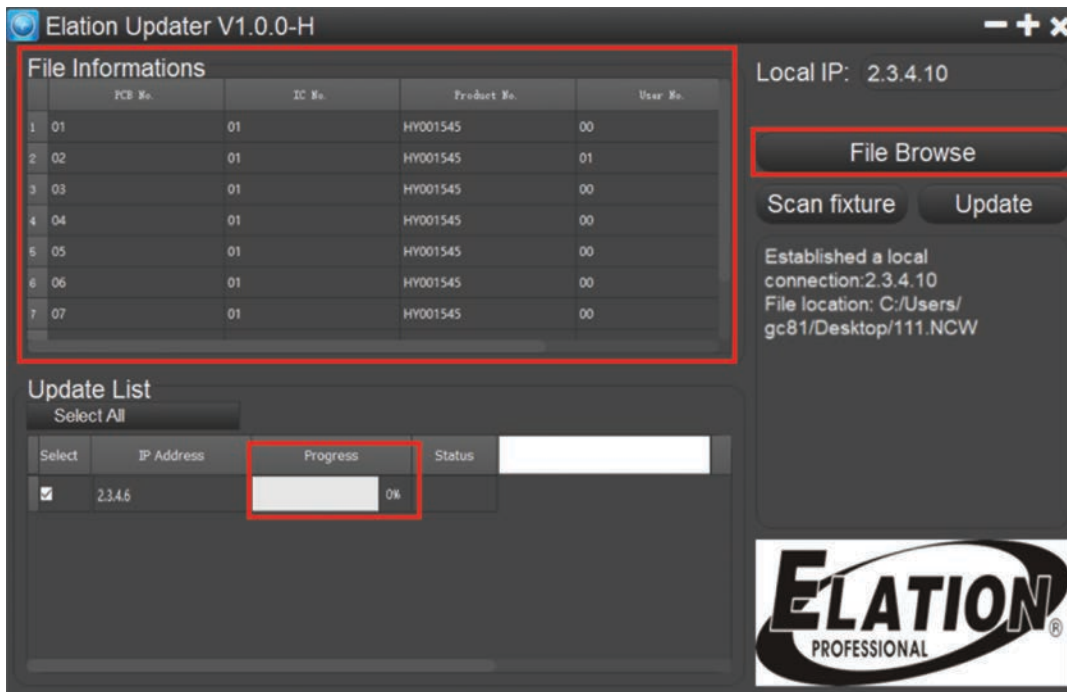 Elation Updater V1.0.0-H
File Informations
Local IP: 2.3.4.10
PCB No. IC No. Product No. User No.
1 01 01 HY001545 00
2 02 01 HY001545 01
3 03 01 HY001545 00
4 04 01 HY001545 00
5 05 01 HY001545 00
6 06 01 HY001545 00
7 07 01 HY001545 00
File Browse
Scan fixture Update
Established a local
connection:2.3.4.10
File location: C:/Users/
gc81/Desktop/111.NCW
Update List
Select All
Select IP Address Progress Status
2.3.4.6 0%
ELATION®
PROFESSIONAL